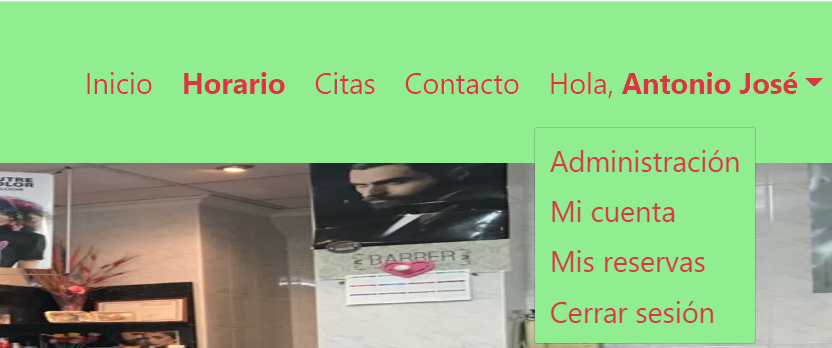 Inicio Horario Citas Contacto Hola, Antonio José
Administración
Mi cuenta
Mis reservas
Cerrar sesión
BARBER